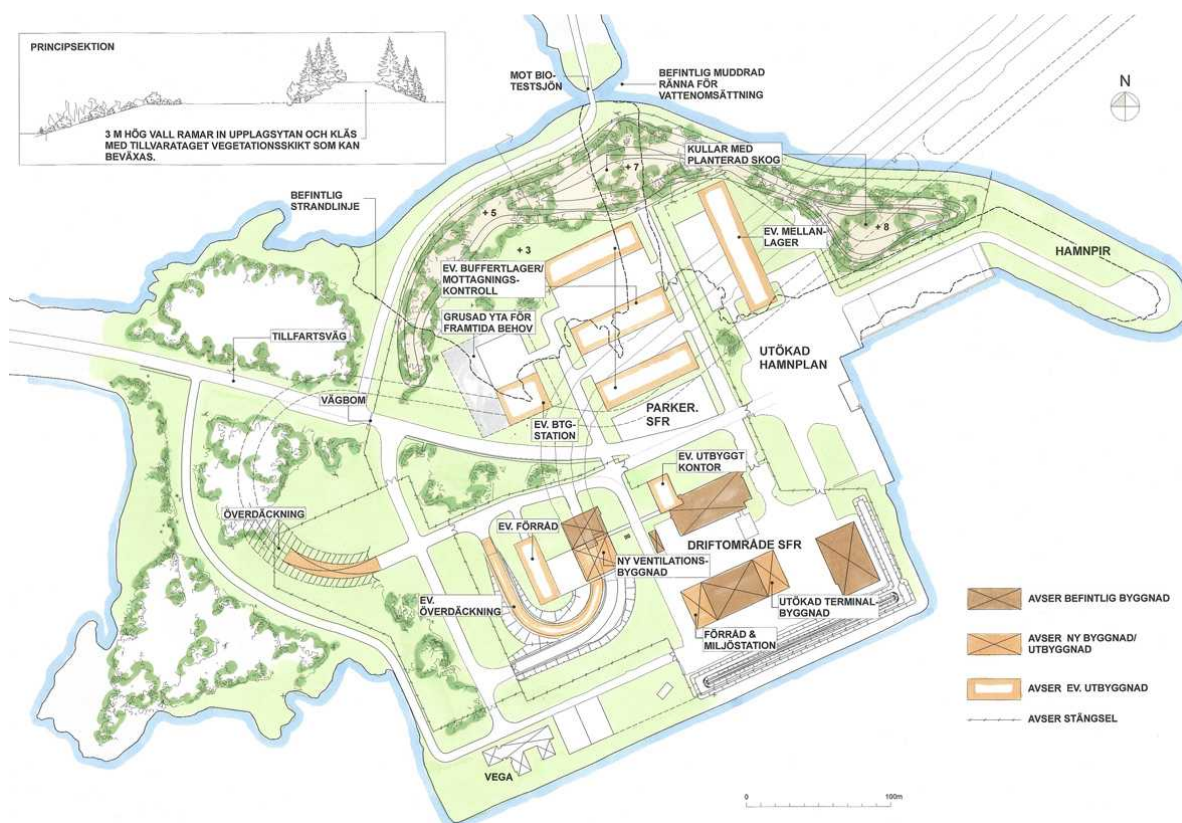 PRINCIPSEKTION
3 M HÖG VALL RAMAR IN UPPLAGSYTAN OCH KLÄS
MED TILLVARATAGET VEGETATIONSSKIKT SOM KAN
BEVÄXAS.
MOT BIO-
TESTSJÖN
BEFINTLIG MUDDRAD
RÄNNA FÖR
VATTENOMSÄTTNING
N
KULLAR MED
PLANTERAD SKOG
+ 7
BEFINTLIG
STRANDLINJE
+ 5
+ 8
+ 3
EV. MELLAN-
LAGER
HAMNPIR
EV. BUFFERTLAGER/
MOTTAGNINGS-
KONTROLL
GRUSAD YTA FÖR
FRAMTIDA BEHOV
TILLFARTSVÄG
UTÖKAD
HAMNPLAN
VÄGBOM
PARKER.
SFR
EV. BTG-
STATION
EV. UTBYGGT
KONTOR
ÖVERDÄCKNING
EV. FÖRRÅD
DRIFTOMRÅDE SFR
NY VENTILATIONS-
BYGGNAD
EV.
ÖVERDÄCKNING
UTÖKAD TERMINAL-
BYGGNAD
FÖRRÅD &
MILJÖSTATION
AVSER BEFINTLIG BYGGNAD
AVSER NY BYGGNAD/
UTBYGGNAD
AVSER EV. UTBYGGNAD
AVSER STÄNGSEL
VEGA
0 100m